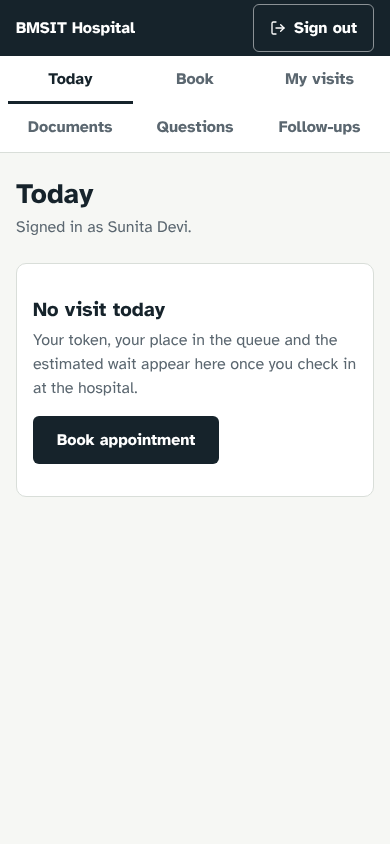 BMSIT Hospital
Sign out
Today
Book
My visits
Documents
Questions
Follow-ups
Today
Signed in as Sunita Devi.
No visit today
Your token, your place in the queue and the
estimated wait appear here once you check in
at the hospital.
Book appointment